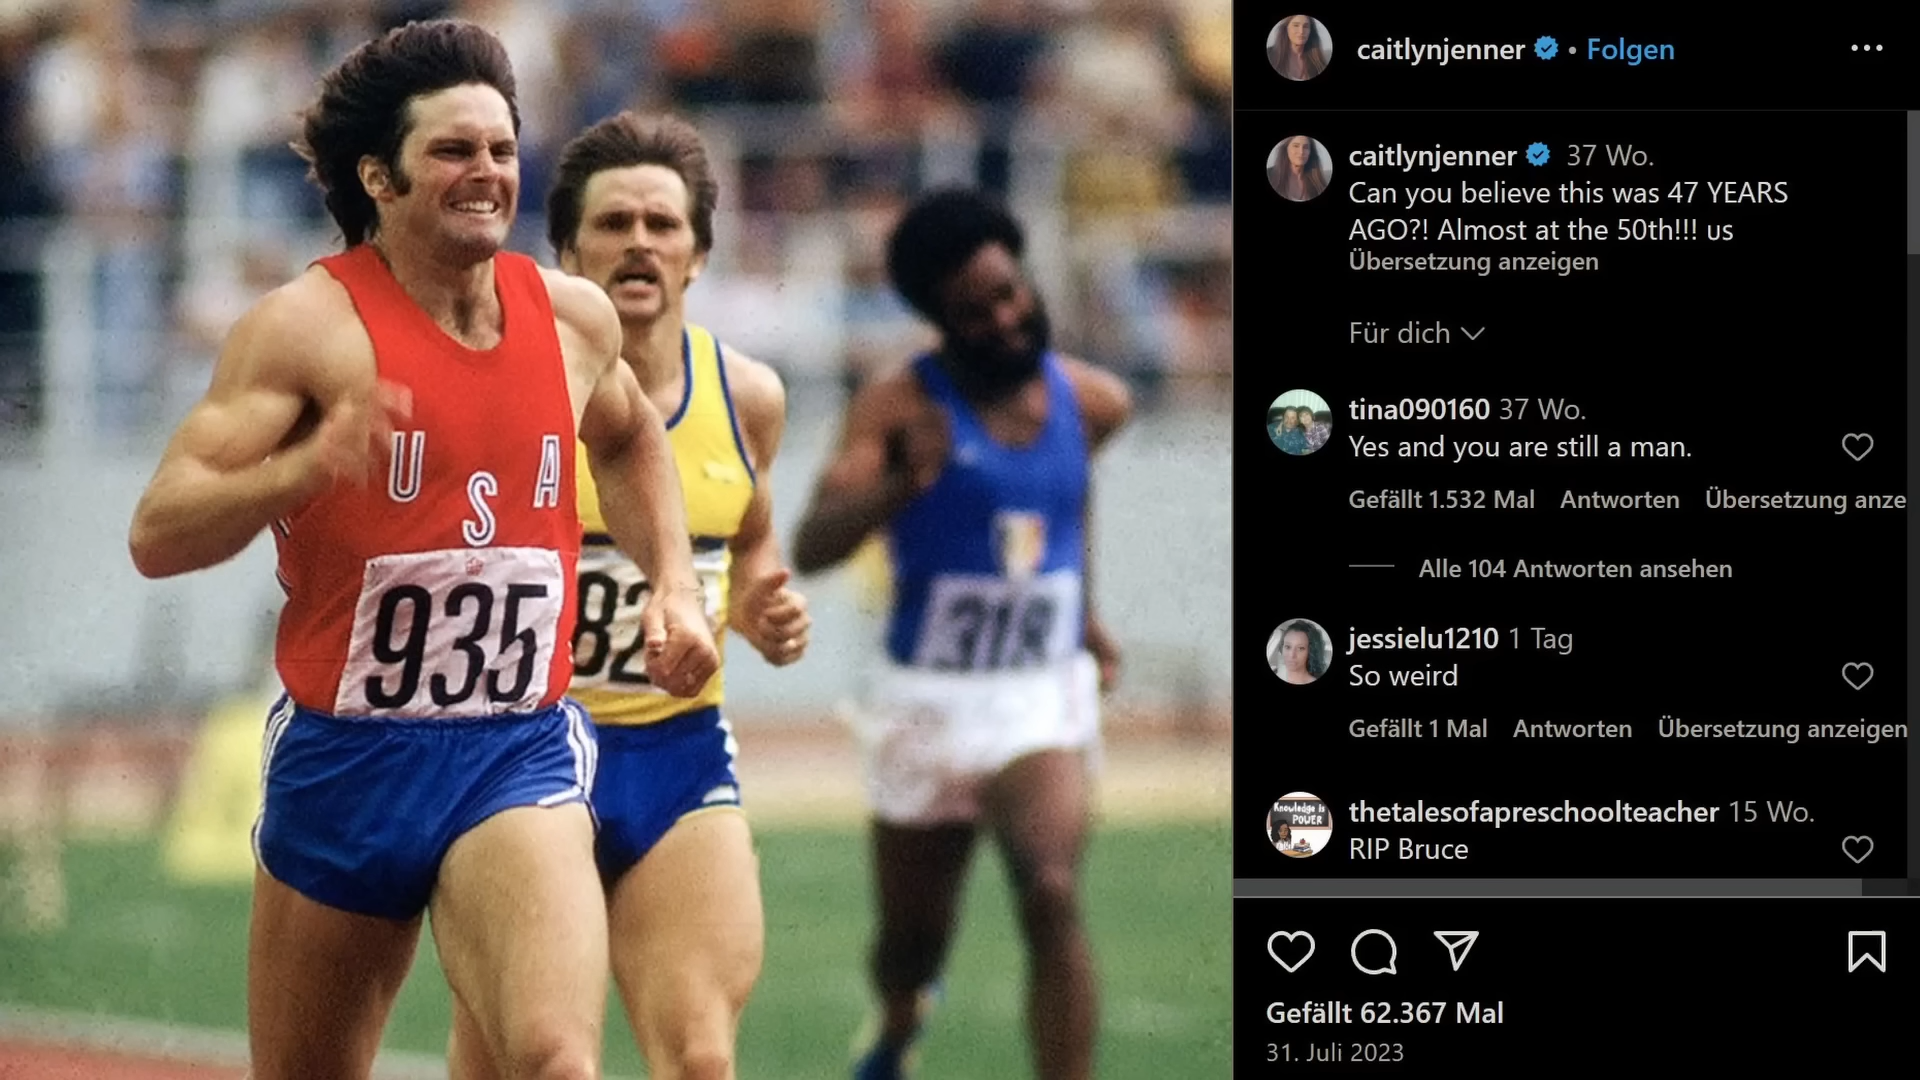 U S A
935
82
318
caitlynjenner • Folgen
caitlynjenner 37 Wo.
Can you believe this was 47 YEARS
AGO?! Almost at the 50th!!! us
Übersetzung anzeigen
Für dich
tina090160 37 Wo.
Yes and you are still a man.
Gefällt 1.532 Mal Antworten Übersetzung anze
Alle 104 Antworten ansehen
jessielu1210 1 Tag
So weird
Gefällt 1 Mal Antworten Übersetzung anzeigen
Knowledge is
POWER
thetalesofapreschoolteacher 15 Wo.
RIP Bruce
Gefällt 62.367 Mal
31. Juli 2023